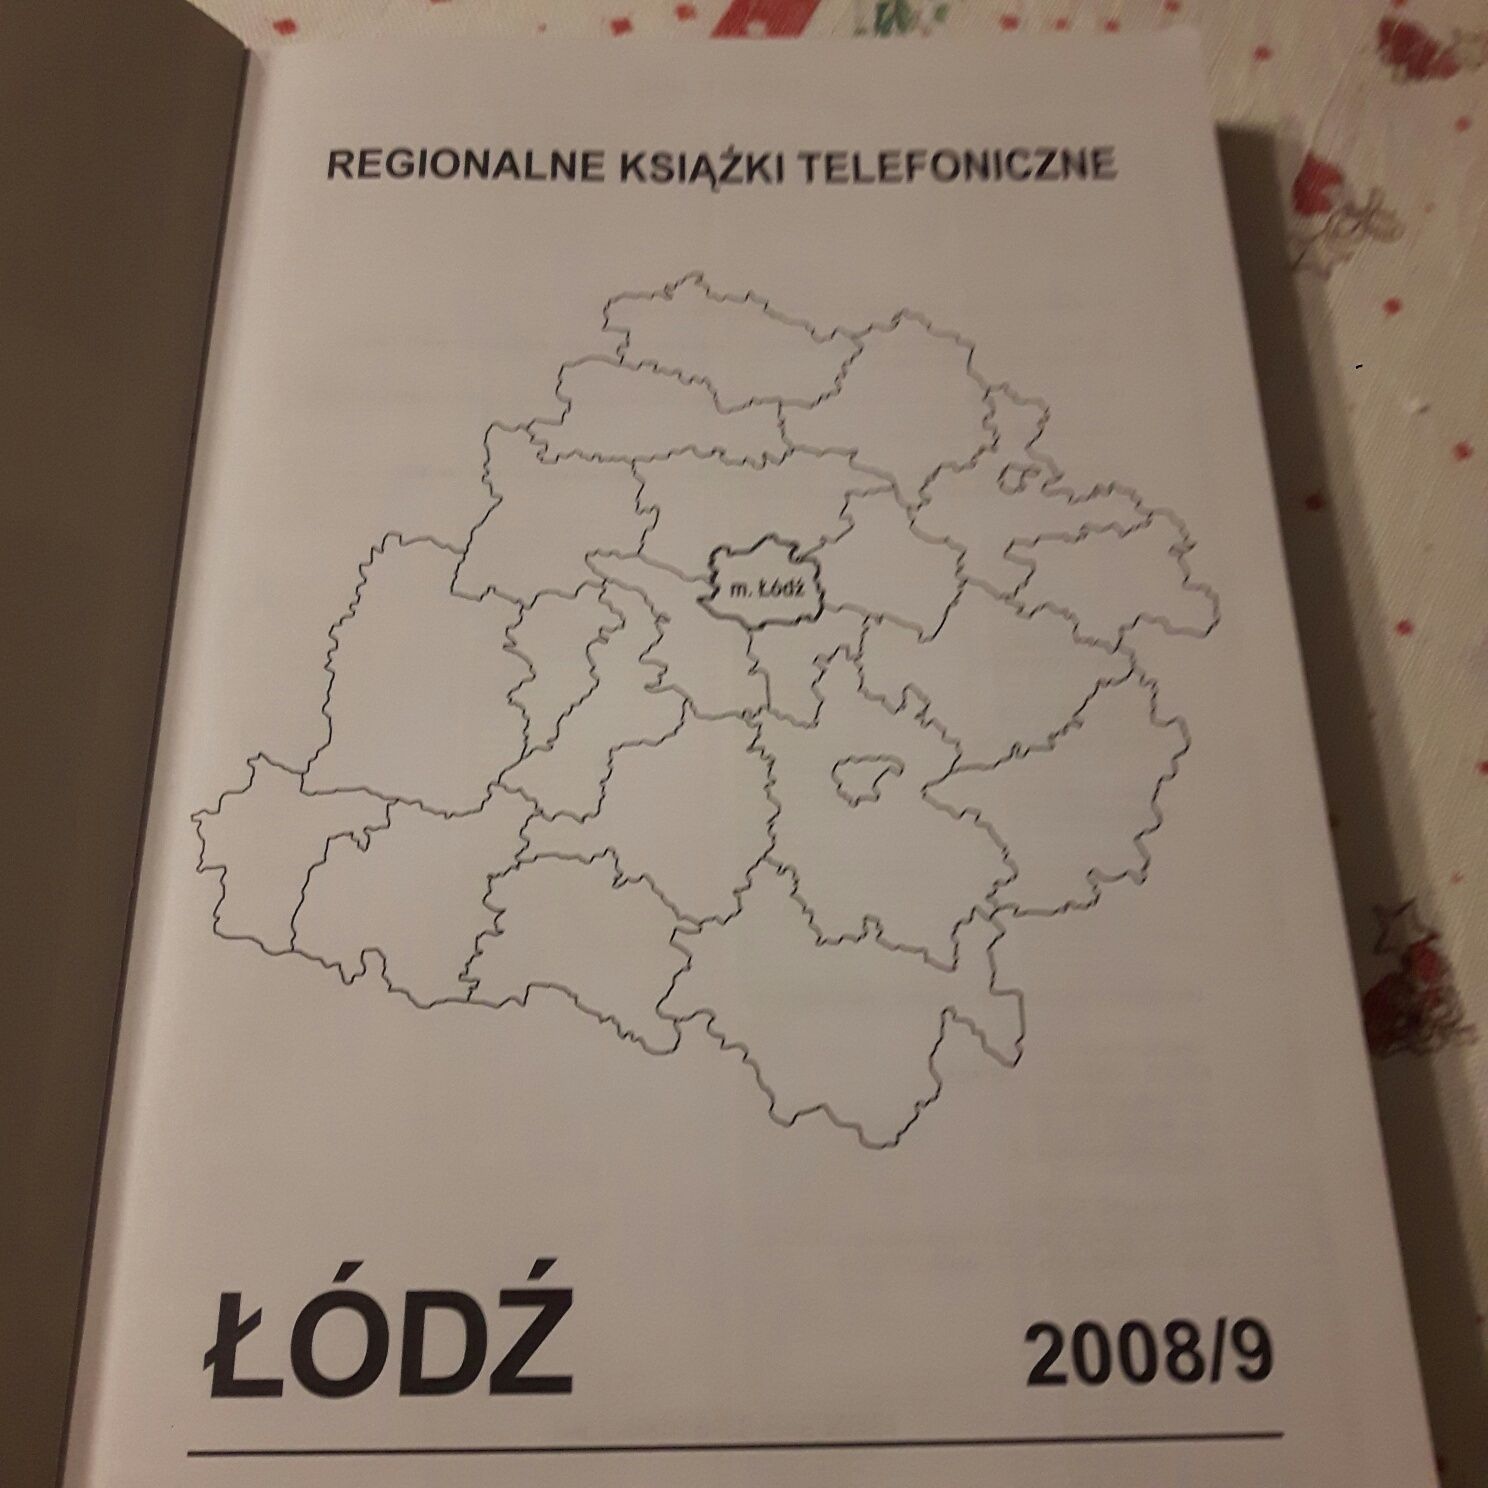 REGIONALNE KSIĄŻKI TELEFONICZNE
m. Łódź
ŁÓDŹ
2008/9